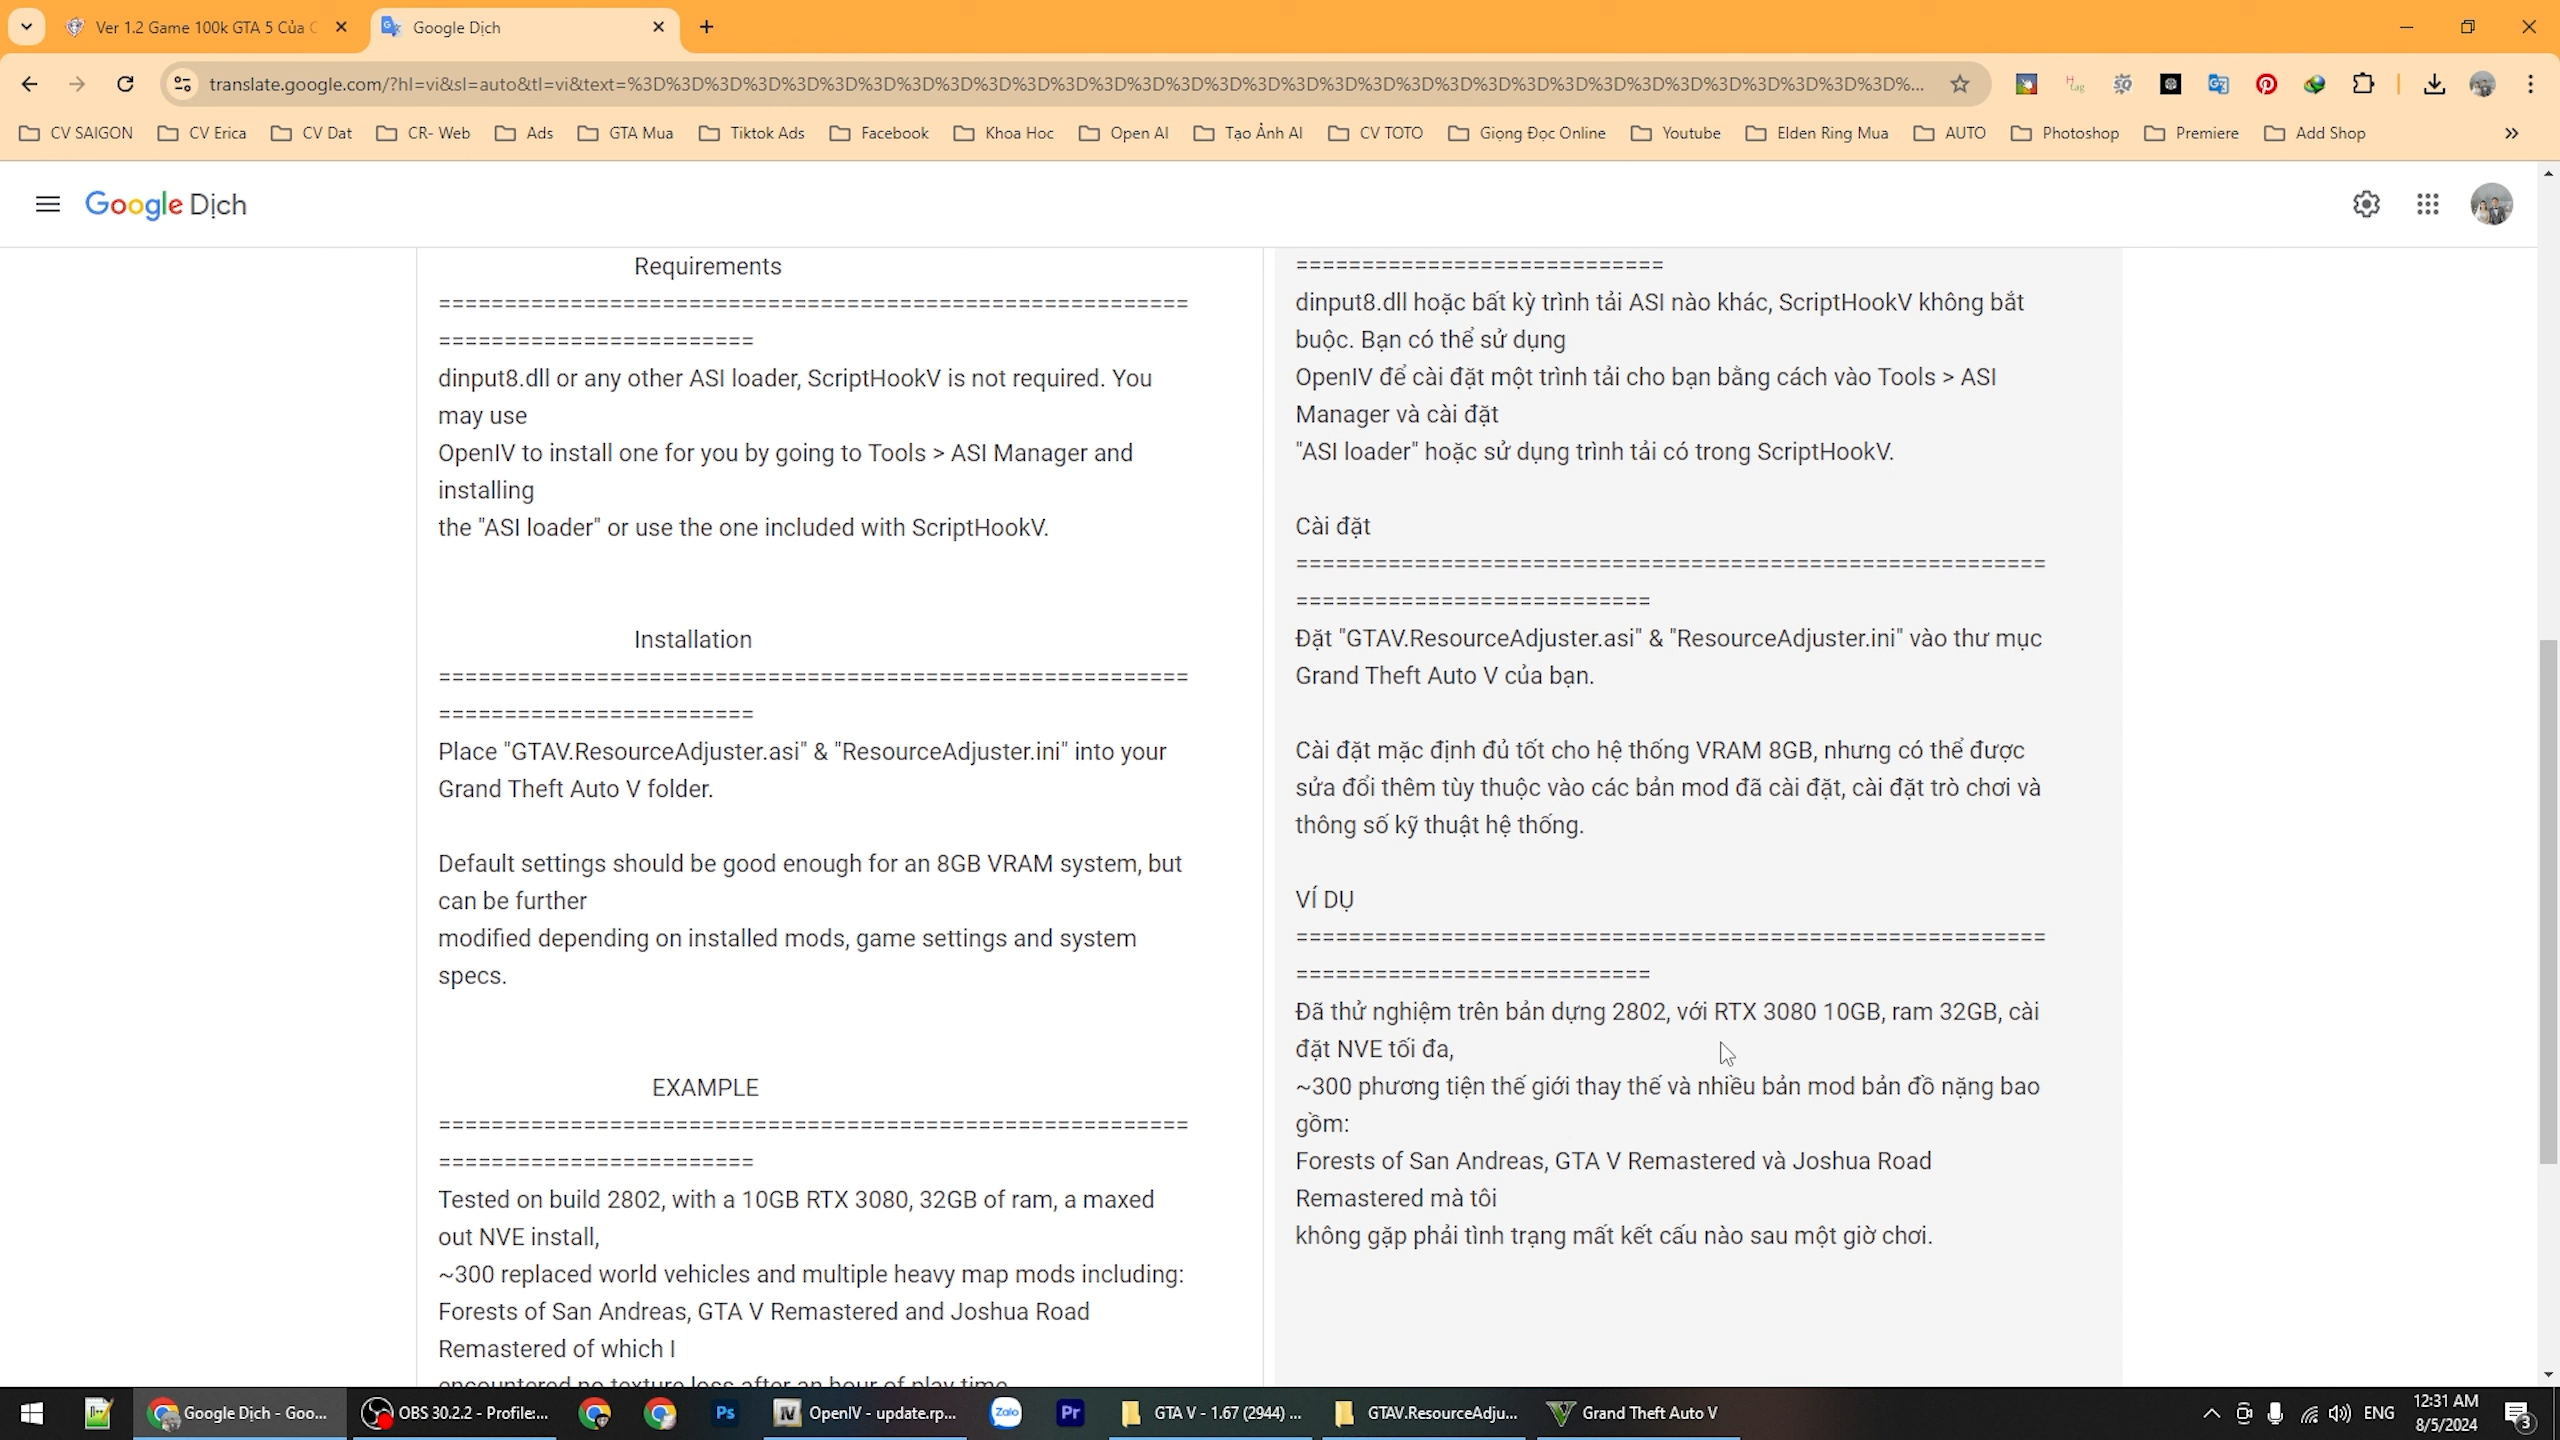 Ver 1.2 Game 100k GTA 5 Của C
Google Dịch
translate.google.com/?hl=vi&sl=auto&tl=vi&text=%3D%3D%3D%3D%3D%3D%3D%3D%3D%3D%3D%3D%3D%3D%3D%3D%3D%3D%3D%3D%3D%3D%3D%3D%3D%3D%3D%3D%3D%3D%3D%3D%3D%...
CV SAIGON
CV Erica
CV Dat
CR- Web
Ads
GTA Mua
Tiktok Ads
Facebook
Khoa Hoc
Open AI
Tạo Ảnh AI
CV TOTO
Giọng Đọc Online
Youtube
Elden Ring Mua
AUTO
Photoshop
Premiere
Add Shop
Google Dịch
Requirements
=========================================================
========================
dinput8.dll or any other ASI loader, ScriptHookV is not required. You
may use
OpenIV to install one for you by going to Tools > ASI Manager and
installing
the "ASI loader" or use the one included with ScriptHookV.
Installation
=========================================================
========================
Place "GTAV.ResourceAdjuster.asi" & "ResourceAdjuster.ini" into your
Grand Theft Auto V folder.
Default settings should be good enough for an 8GB VRAM system, but
can be further
modified depending on installed mods, game settings and system
specs.
EXAMPLE
=========================================================
========================
Tested on build 2802, with a 10GB RTX 3080, 32GB of ram, a maxed
out NVE install,
~300 replaced world vehicles and multiple heavy map mods including:
Forests of San Andreas, GTA V Remastered and Joshua Road
Remastered of which I
encountered no texture loss after an hour of play time.
============================
dinput8.dll hoặc bất kỳ trình tải ASI nào khác, ScriptHookV không bắt
buộc. Bạn có thể sử dụng
OpenIV để cài đặt một trình tải cho bạn bằng cách vào Tools > ASI
Manager và cài đặt
"ASI loader" hoặc sử dụng trình tải có trong ScriptHookV.
Cài đặt
=========================================================
===========================
Đặt "GTAV.ResourceAdjuster.asi" & "ResourceAdjuster.ini" vào thư mục
Grand Theft Auto V của bạn.
Cài đặt mặc định đủ tốt cho hệ thống VRAM 8GB, nhưng có thể được
sửa đổi thêm tùy thuộc vào các bản mod đã cài đặt, cài đặt trò chơi và
thông số kỹ thuật hệ thống.
VÍ DỤ
=========================================================
===========================
Đã thử nghiệm trên bản dựng 2802, với RTX 3080 10GB, ram 32GB, cài
đặt NVE tối đa,
~300 phương tiện thế giới thay thế và nhiều bản mod bản đồ nặng bao
gồm:
Forests of San Andreas, GTA V Remastered và Joshua Road
Remastered mà tôi
không gặp phải tình trạng mất kết cấu nào sau một giờ chơi.
Google Dịch - Goo...
OBS 30.2.2 - Profile:...
Ps
OpenIV - update.rp...
Zalo
Pr
GTA V - 1.67 (2944) ...
GTAV.ResourceAdju...
Grand Theft Auto V
ENG
12:31 AM
8/5/2024
3